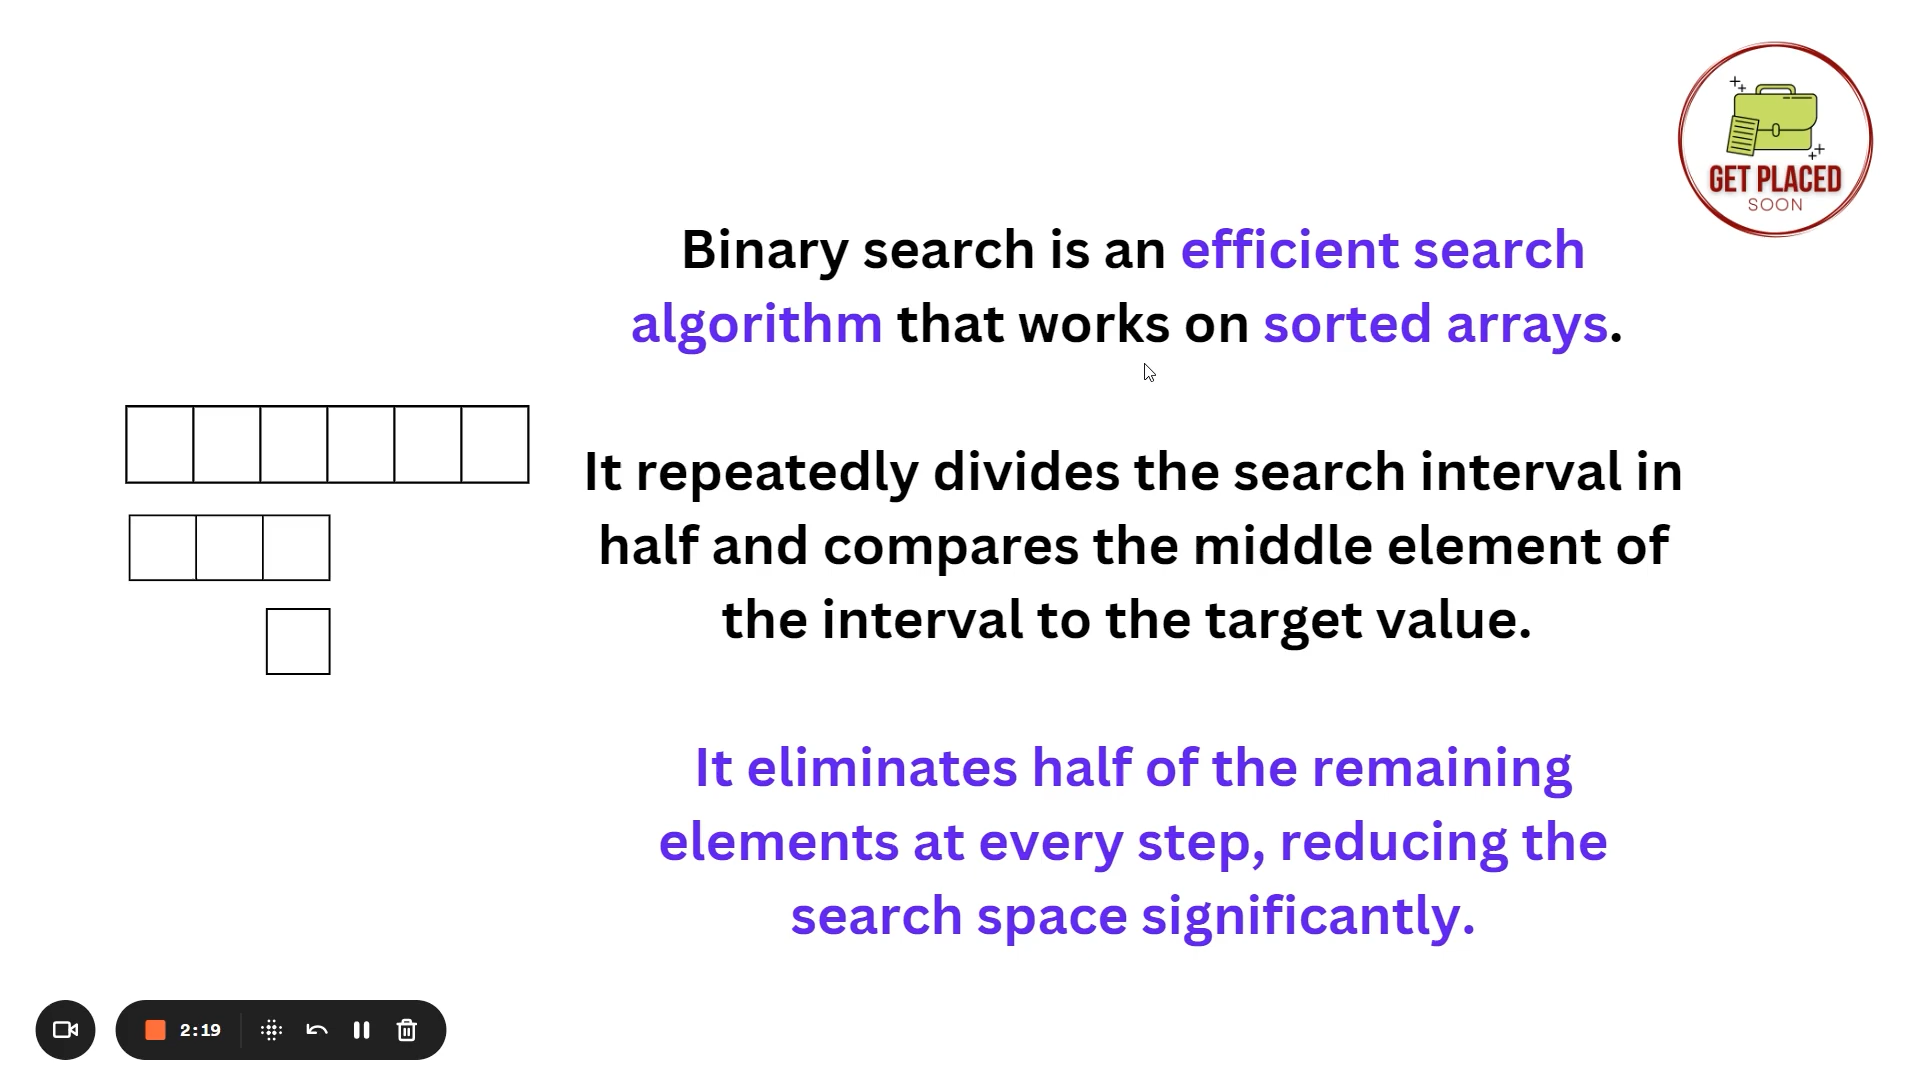 GET PLACED
SOON
Binary search is an efficient search
algorithm that works on sorted arrays.
It repeatedly divides the search interval in
half and compares the middle element of
the interval to the target value.
It eliminates half of the remaining
elements at every step, reducing the
search space significantly.
2:19